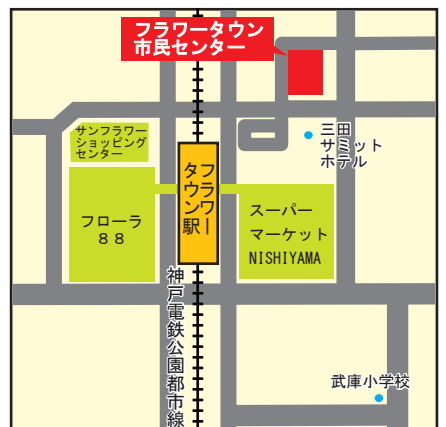 フラワータウン
市民センター
サンフラワー
ショッピング
センター
三田
サミット
ホテル
フラワー
タウン駅
フローラ
８８
スーパー
マーケット
NISHIYAMA
神戸電鉄公園都市線
武庫小学校